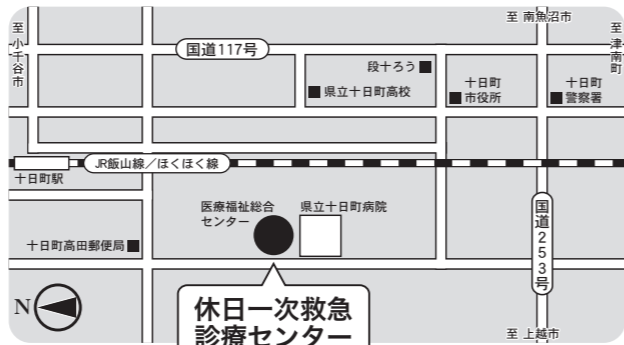 至 南魚沼市
至 小千谷市
国道117号
至 津南町
段十ろう
県立十日町高校
十日町
市役所
十日町
警察署
JR飯山線/ほくほく線
十日町駅
医療福祉総合
センター
県立十日町病院
国道253号
十日町高田郵便局
N
休日一次救急
診療センター
至 上越市